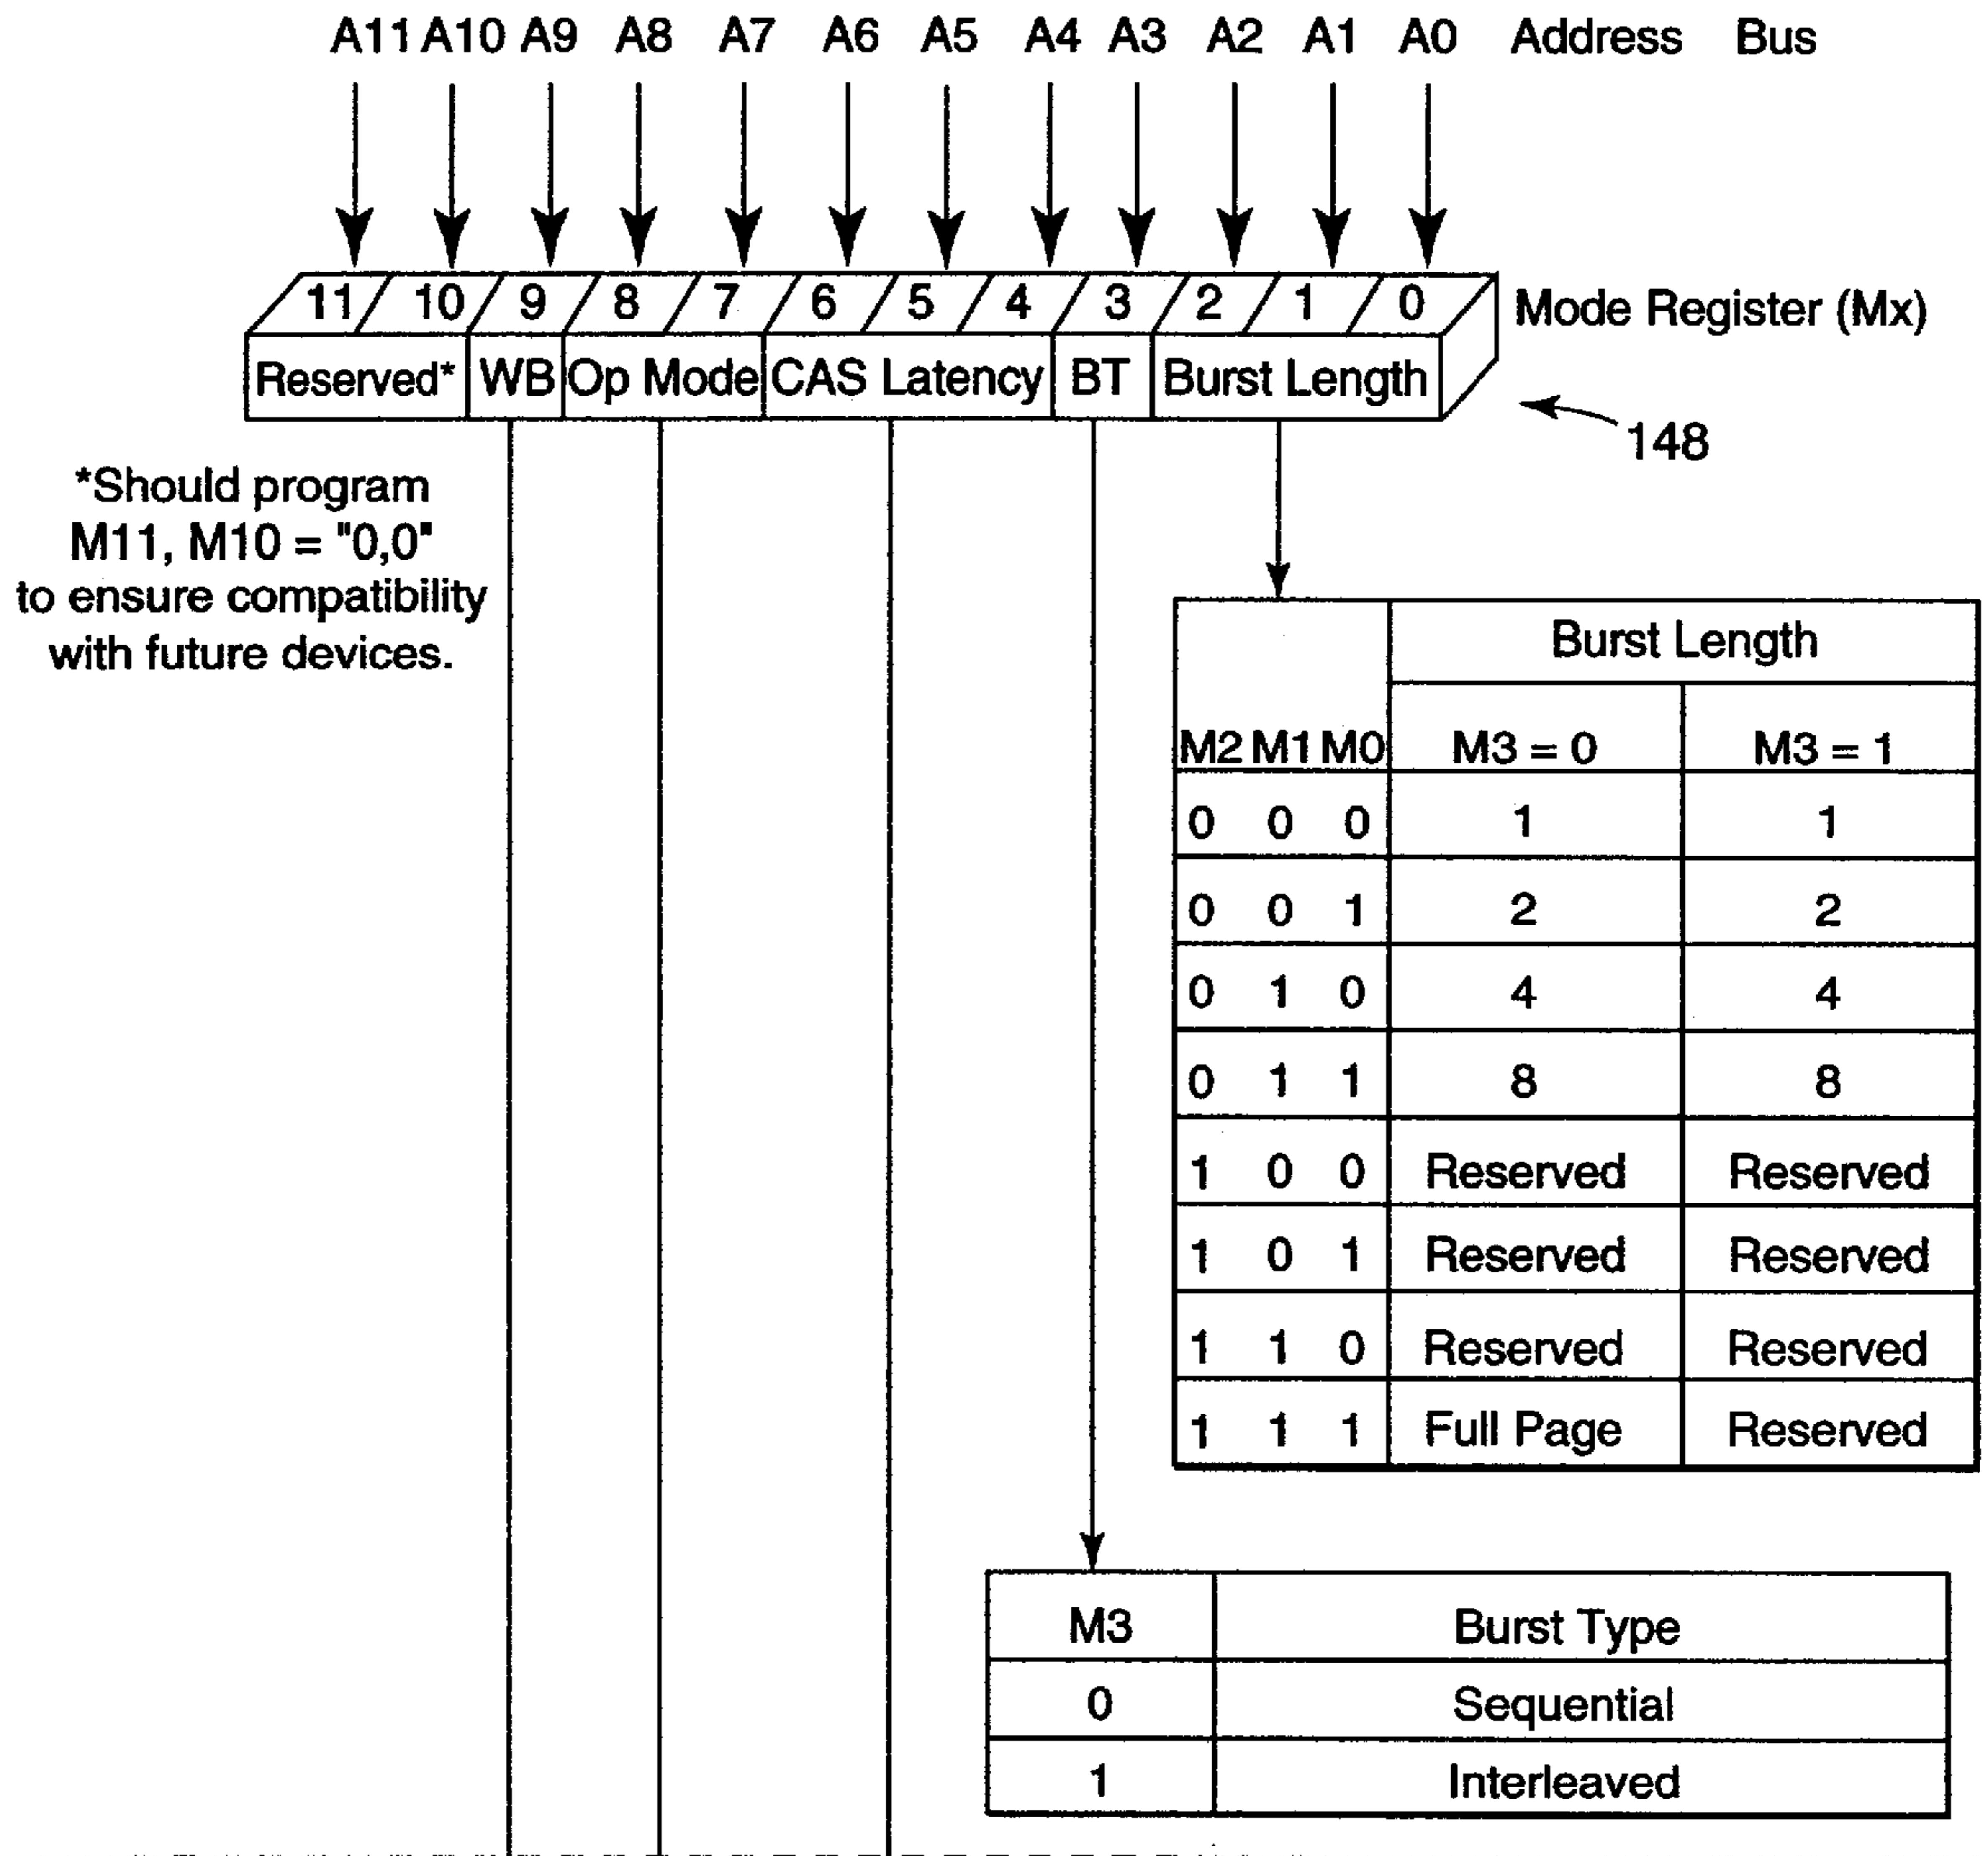 A11 A10 A9 A8 A7 A6 A5 A4 A3 A2 A1 A0 Address Bus
11 10 9 8 7 6 5 4 3 2 1 0 Mode Register (Mx)
Reserved* WB Op Mode CAS Latency BT Burst Length
148
*Should program
M11, M10 = "0,0"
to ensure compatibility
with future devices.
Burst Length
M2 M1 M0 M3 = 0 M3 = 1
0 0 0 1 1
0 0 1 2 2
0 1 0 4 4
0 1 1 8 8
1 0 0 Reserved Reserved
1 0 1 Reserved Reserved
1 1 0 Reserved Reserved
1 1 1 Full Page Reserved
M3 Burst Type
0 Sequential
1 Interleaved